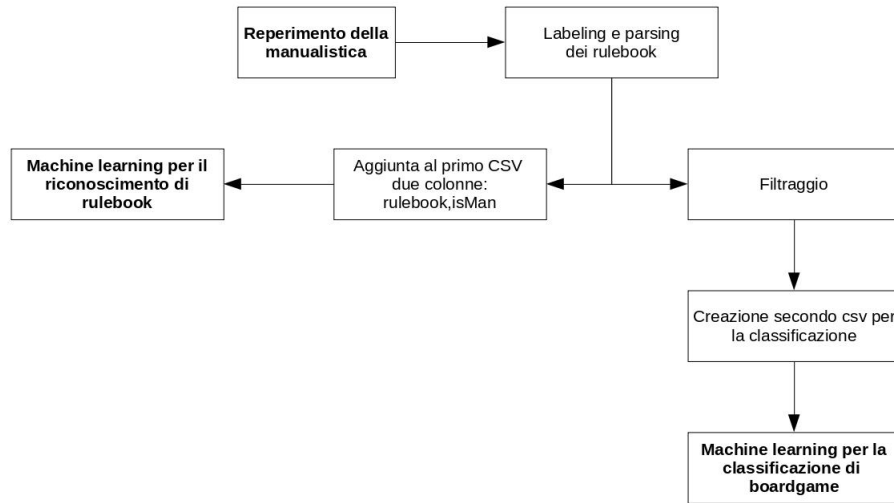 Reperimento della
manualistica
Labeling e parsing
dei rulebook
Machine learning per il
riconoscimento di
rulebook
Aggiunta al primo CSV
due colonne:
rulebook,isMan
Filtraggio
Creazione secondo csv per
la classificazione
Machine learning per la
classificazione di
boardgame